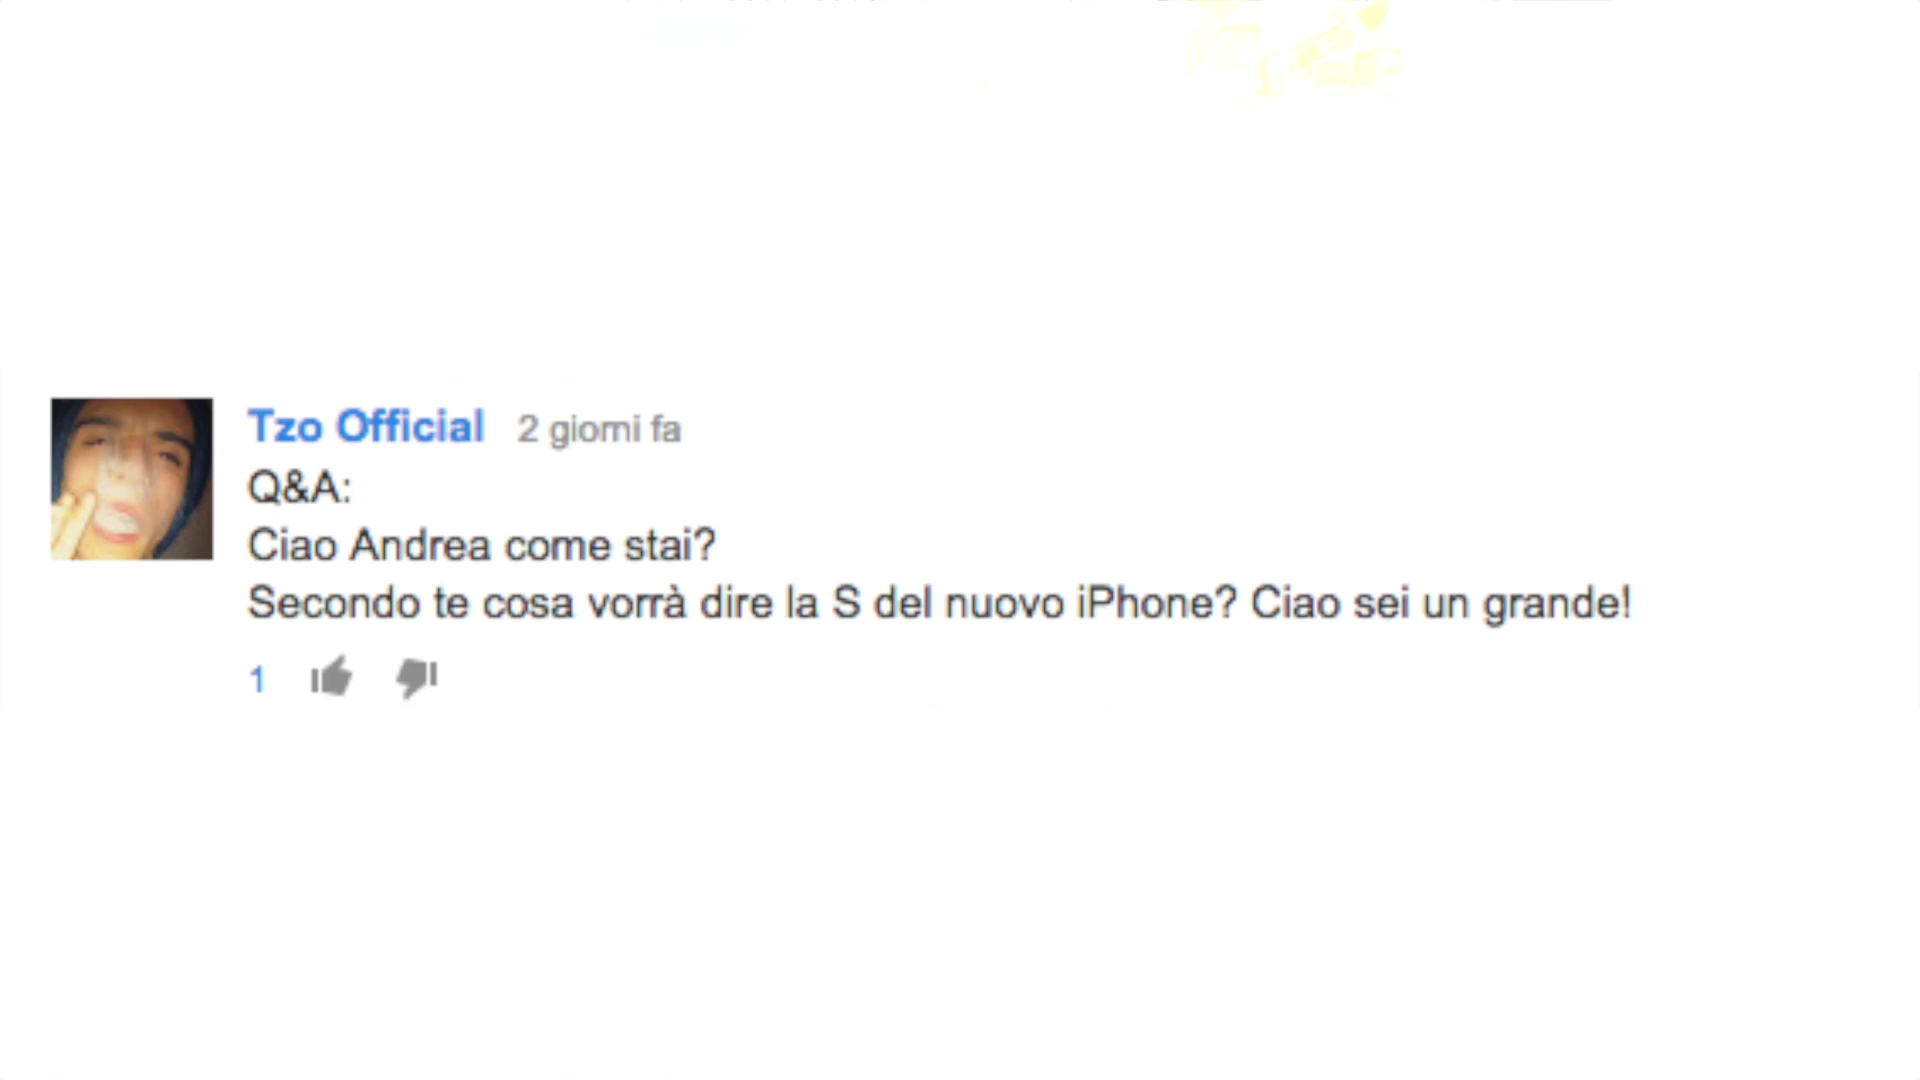 Tzo Official 2 giorni fa
Q&A:
Ciao Andrea come stai?
Secondo te cosa vorrà dire la S del nuovo iPhone? Ciao sei un grande!
1